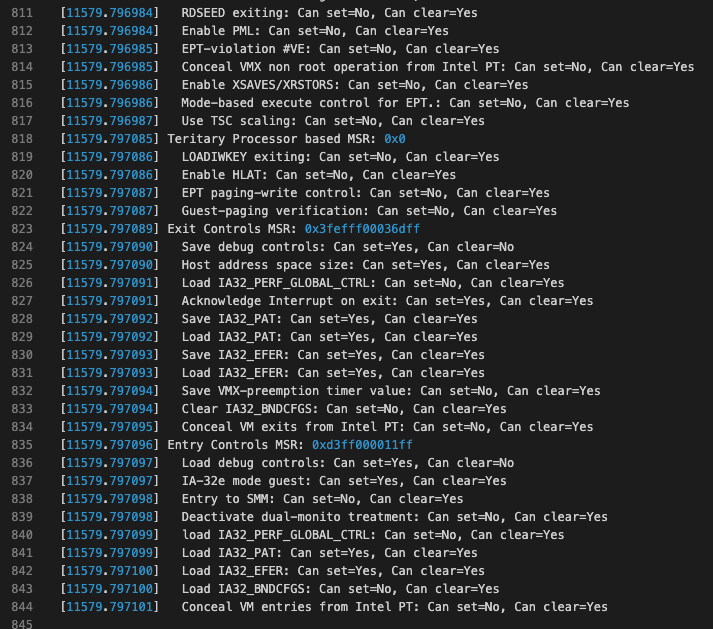 811 [11579.796984] RDSEED exiting: Can set=No, Can clear=Yes
812 [11579.796984] Enable PML: Can set=No, Can clear=Yes
813 [11579.796985] EPT-violation #VE: Can set=No, Can clear=Yes
814 [11579.796985] Conceal VMX non root operation from Intel PT: Can set=No, Can clear=Yes
815 [11579.796986] Enable XSAVES/XRSTORS: Can set=No, Can clear=Yes
816 [11579.796986] Mode-based execute control for EPT.: Can set=No, Can clear=Yes
817 [11579.796987] Use TSC scaling: Can set=No, Can clear=Yes
818 [11579.797085] Teritary Processor based MSR: 0x0
819 [11579.797086] LOADIWKEY exiting: Can set=No, Can clear=Yes
820 [11579.797086] Enable HLAT: Can set=No, Can clear=Yes
821 [11579.797087] EPT paging-write control: Can set=No, Can clear=Yes
822 [11579.797087] Guest-paging verification: Can set=No, Can clear=Yes
823 [11579.797089] Exit Controls MSR: 0x3fefff00036dff
824 [11579.797090] Save debug controls: Can set=Yes, Can clear=No
825 [11579.797090] Host address space size: Can set=Yes, Can clear=Yes
826 [11579.797091] Load IA32_PERF_GLOBAL_CTRL: Can set=No, Can clear=Yes
827 [11579.797091] Acknowledge Interrupt on exit: Can set=Yes, Can clear=Yes
828 [11579.797092] Save IA32_PAT: Can set=Yes, Can clear=Yes
829 [11579.797092] Load IA32_PAT: Can set=Yes, Can clear=Yes
830 [11579.797093] Save IA32_EFER: Can set=Yes, Can clear=Yes
831 [11579.797093] Load IA32_EFER: Can set=Yes, Can clear=Yes
832 [11579.797094] Save VMX-preemption timer value: Can set=No, Can clear=Yes
833 [11579.797094] Clear IA32_BNDCFGS: Can set=No, Can clear=Yes
834 [11579.797095] Conceal VM exits from Intel PT: Can set=No, Can clear=Yes
835 [11579.797096] Entry Controls MSR: 0xd3ff000011ff
836 [11579.797097] Load debug controls: Can set=Yes, Can clear=No
837 [11579.797097] IA-32e mode guest: Can set=Yes, Can clear=Yes
838 [11579.797098] Entry to SMM: Can set=No, Can clear=Yes
839 [11579.797098] Deactivate dual-monito treatment: Can set=No, Can clear=Yes
840 [11579.797099] load IA32_PERF_GLOBAL_CTRL: Can set=No, Can clear=Yes
841 [11579.797099] Load IA32_PAT: Can set=Yes, Can clear=Yes
842 [11579.797100] Load IA32_EFER: Can set=Yes, Can clear=Yes
843 [11579.797100] Load IA32_BNDCFGS: Can set=No, Can clear=Yes
844 [11579.797101] Conceal VM entries from Intel PT: Can set=No, Can clear=Yes
845